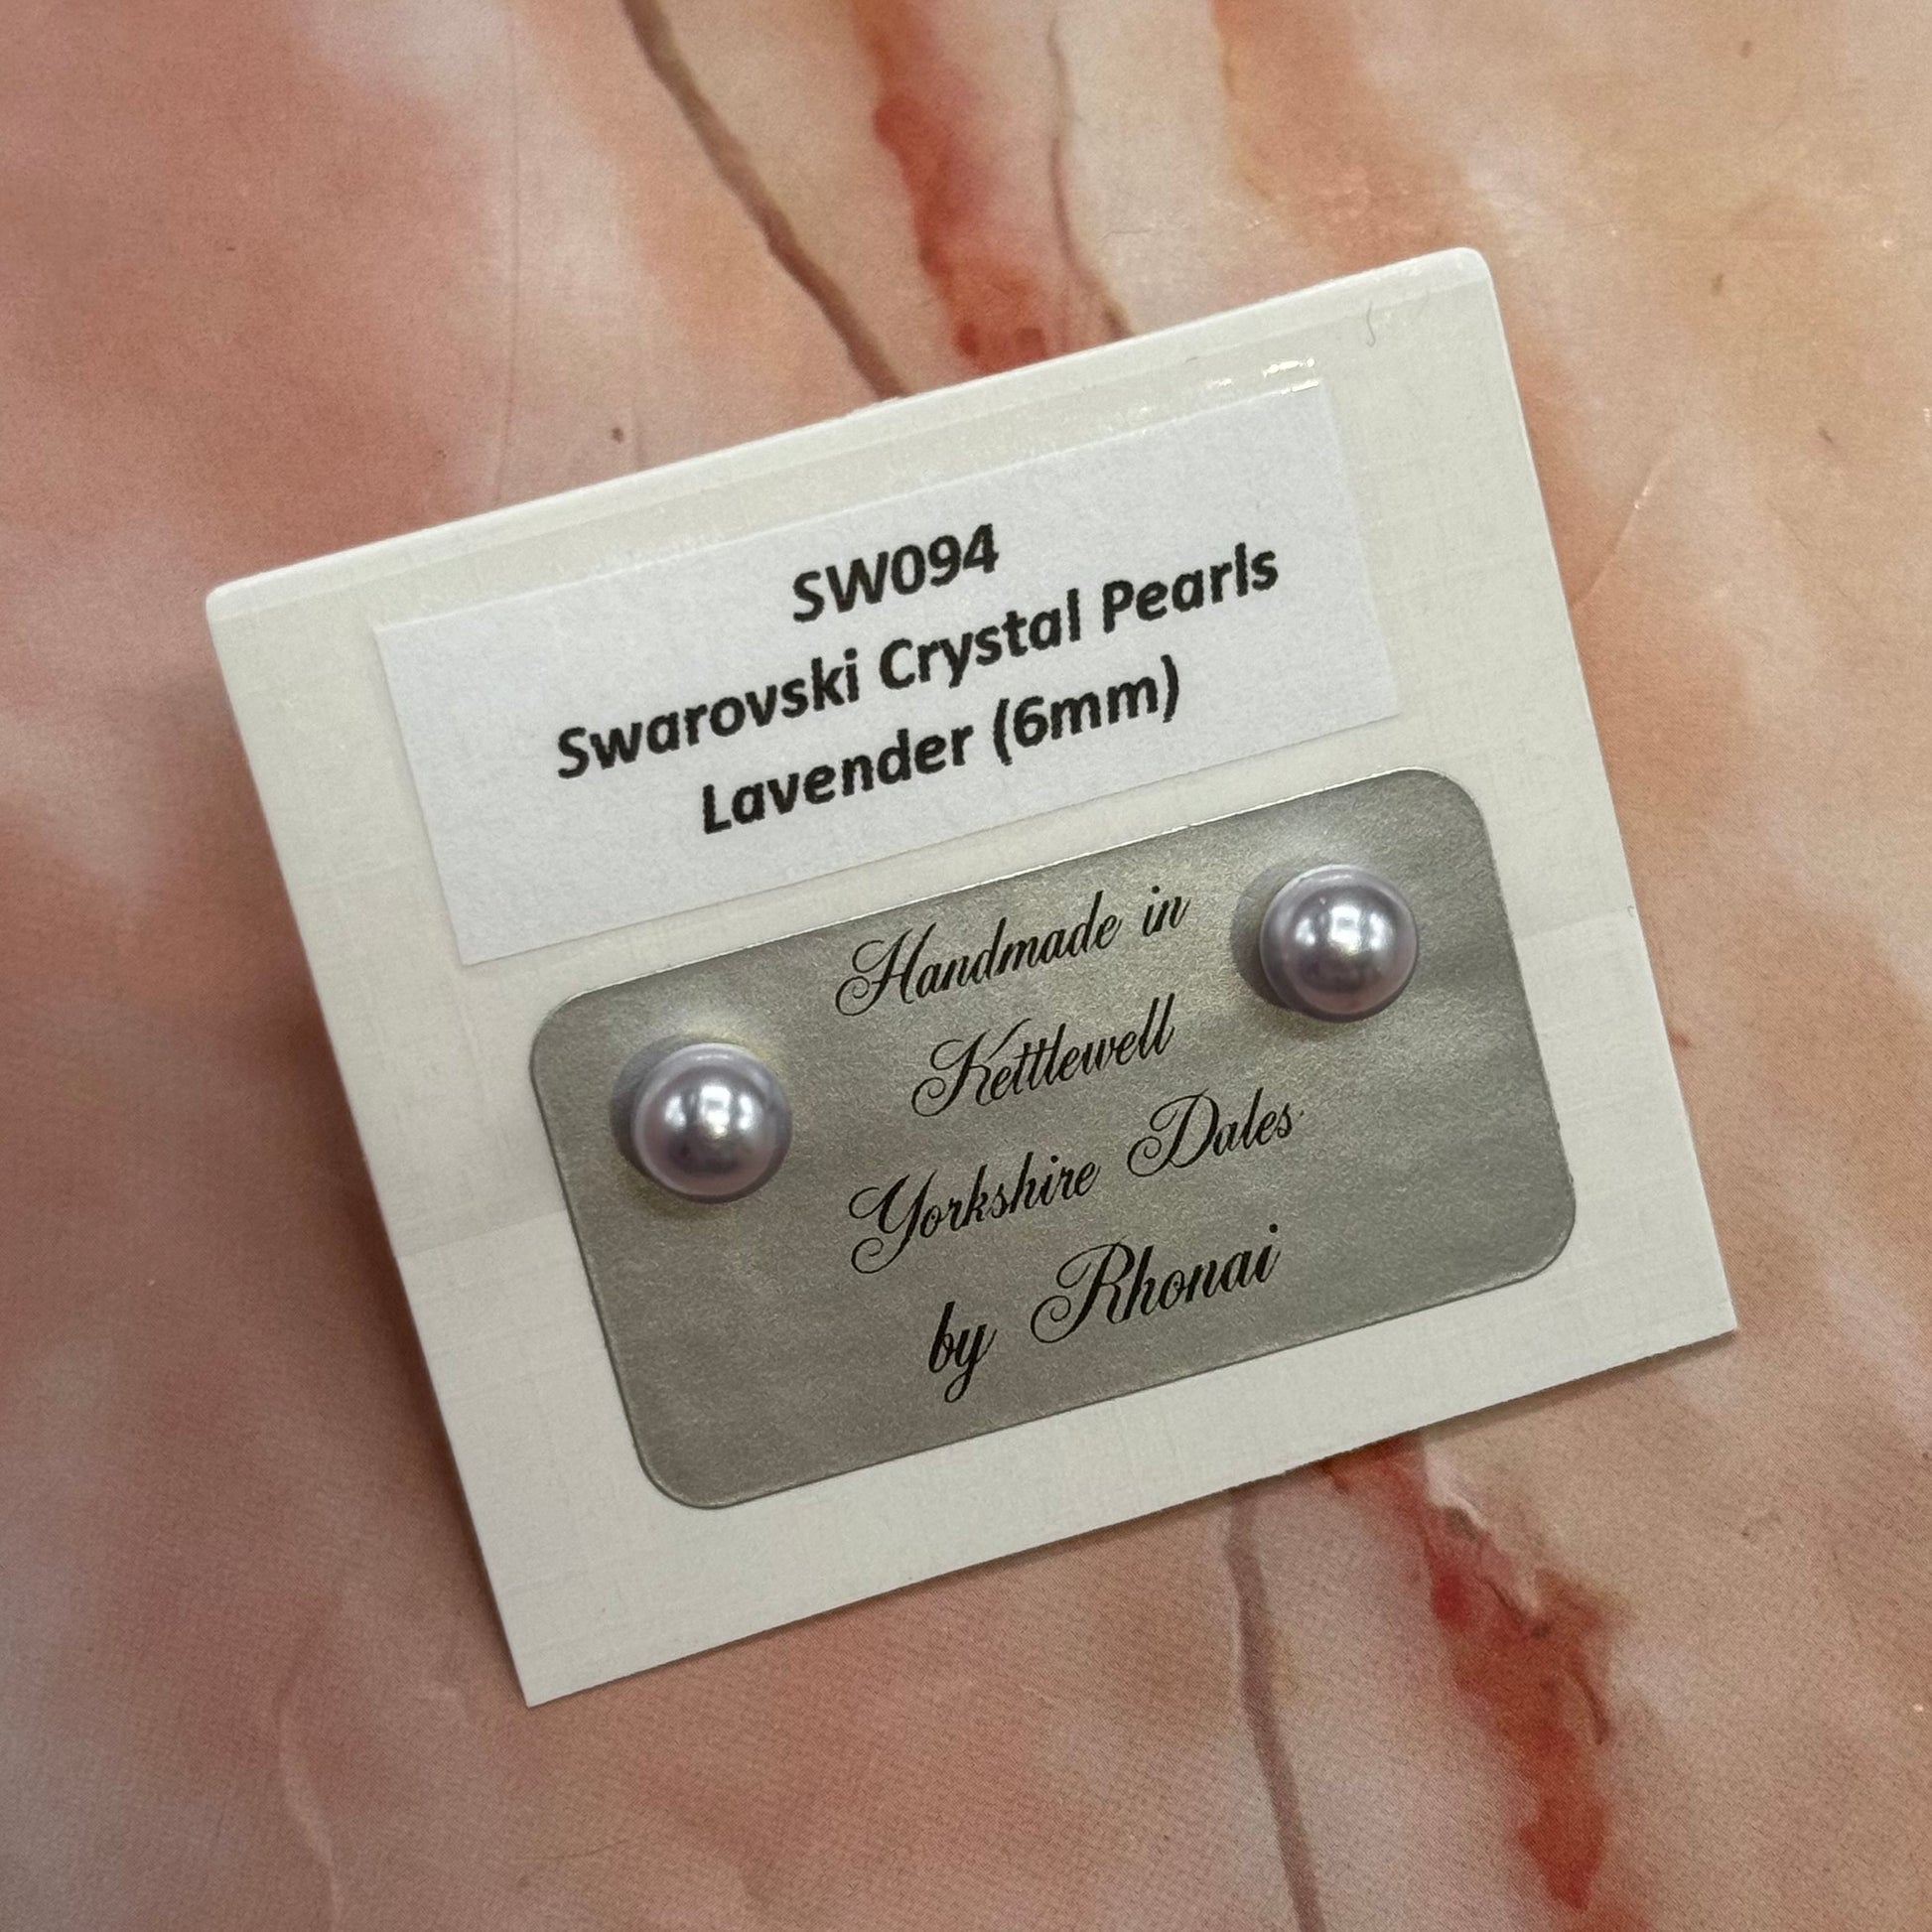 SW094
Swarovski Crystal Pearls
Lavender (6mm)
Handmade in
Kettlewell
Yorkshire Dales
by Rhonai